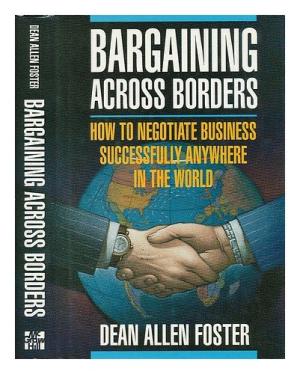 DEAN ALLEN FOSTER
BARGAINING ACROSS BORDERS
BARGAINING
ACROSS BORDERS
HOW TO NEGOTIATE BUSINESS
SUCCESSFULLY ANYWHERE
IN THE WORLD
DEAN ALLEN FOSTER